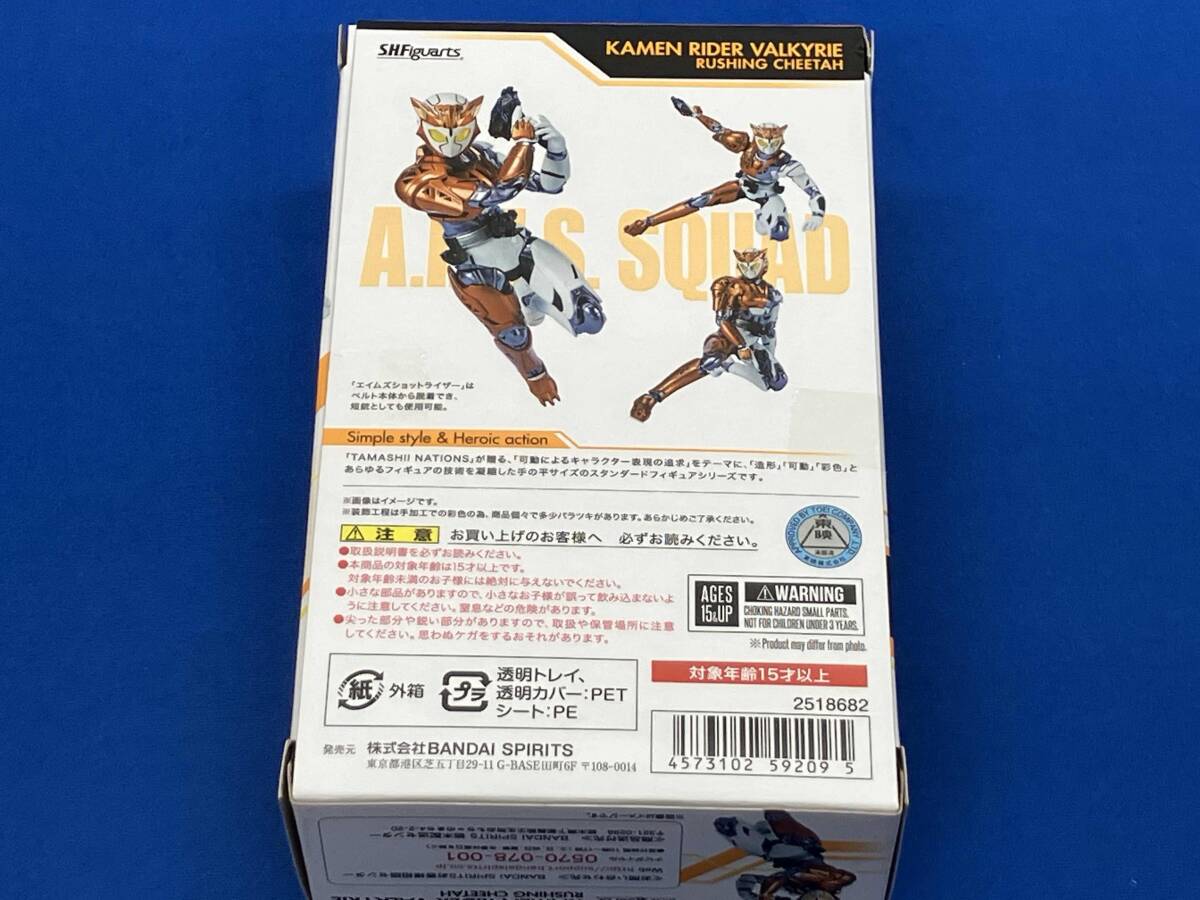 S.H.Figuarts
KAMEN RIDER VALKYRIE
RUSHING CHEETAH
A.I.M.S. SQUAD
「エイムズショットライザー」は
ベルト本体から脱着でき、
短銃としても使用可能。
Simple style & Heroic action
「TAMASHII NATIONS」が贈る、「可動によるキャラクター表現の追求」をテーマに、「造形」「可動」「彩色」と
あらゆるフィギュアの技術を凝縮した手の平サイズのスタンダードフィギュアシリーズです。
※画像はイメージです。
※装飾工程は手加工での彩色の為、商品個々で多少バラツキがあります。あらかじめご了承ください。
注意 お買い上げのお客様へ 必ずお読みください。
●取扱説明書を必ずお読みください。
●本商品の対象年齢は15才以上です。
対象年齢未満のお子様には絶対に与えないでください。
●小さな部品がありますので、小さなお子様が誤って飲み込まないよ
うに注意してください。窒息などの危険があります。
●尖った部分や鋭い部分がありますので、取扱や保管場所に注意
してください。思わぬケガをするおそれがあります。
APPROVED BY TOEI COMPANY, LTD.
東映
AGES
15&UP
WARNING
CHOKING HAZARD SMALL PARTS.
NOT FOR CHILDREN UNDER 3 YEARS.
※Product may differ from photo.
紙 外箱
プラ 透明トレイ、
透明カバー:PET
シート:PE
対象年齢15才以上
2518682
4573102 592095
発売元 株式会社BANDAI SPIRITS
東京都港区芝五丁目29-11 G-BASE田町6F 〒108-0014
0570-078-001
RUSHING CHEETAH